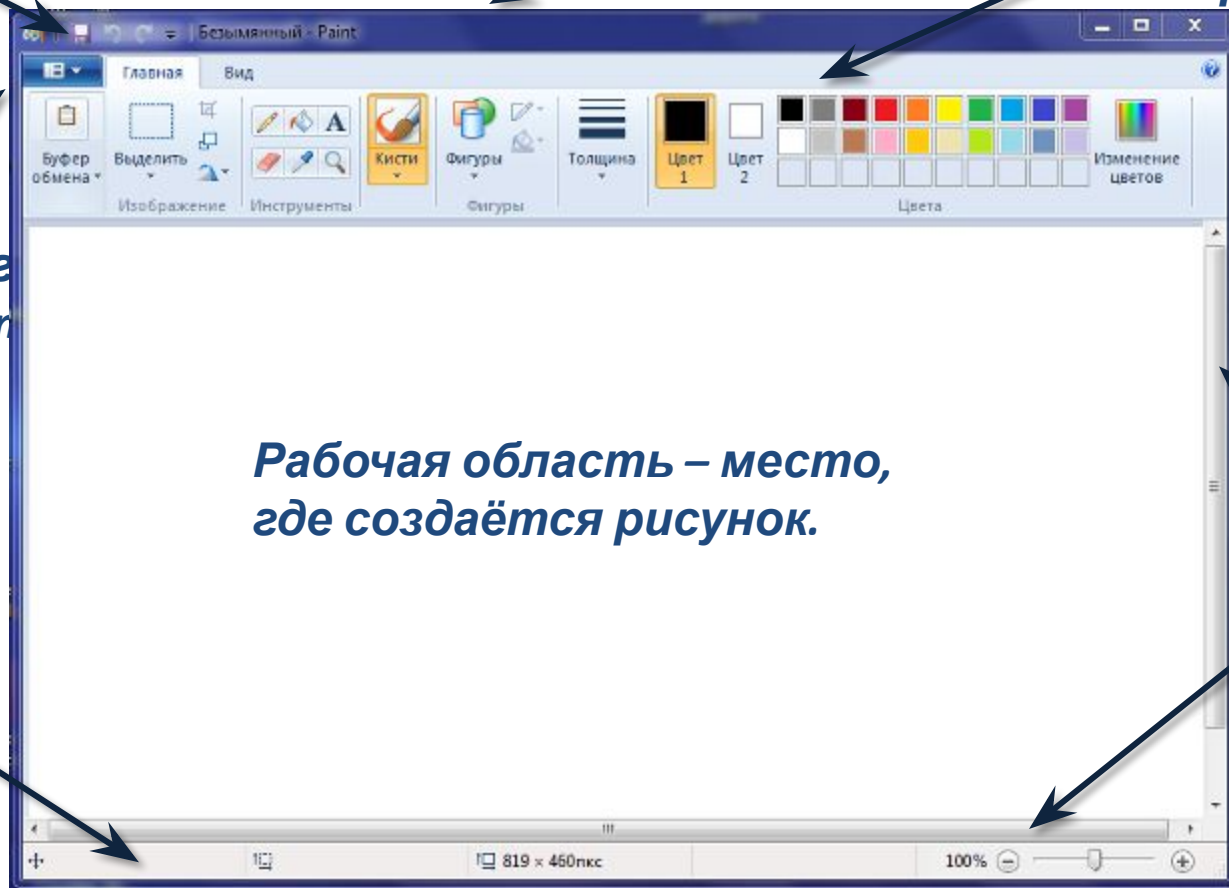 Безымянный - Paint
Главная Вид
Буфер обмена
Выделить
Изображение
A
Инструменты
Кисти
Фигуры
Фигуры
Толщина
Цвет 1
Цвет 2
Изменение цветов
Цвета
Рабочая область – место,
где создаётся рисунок.
819 × 460пкс
100%